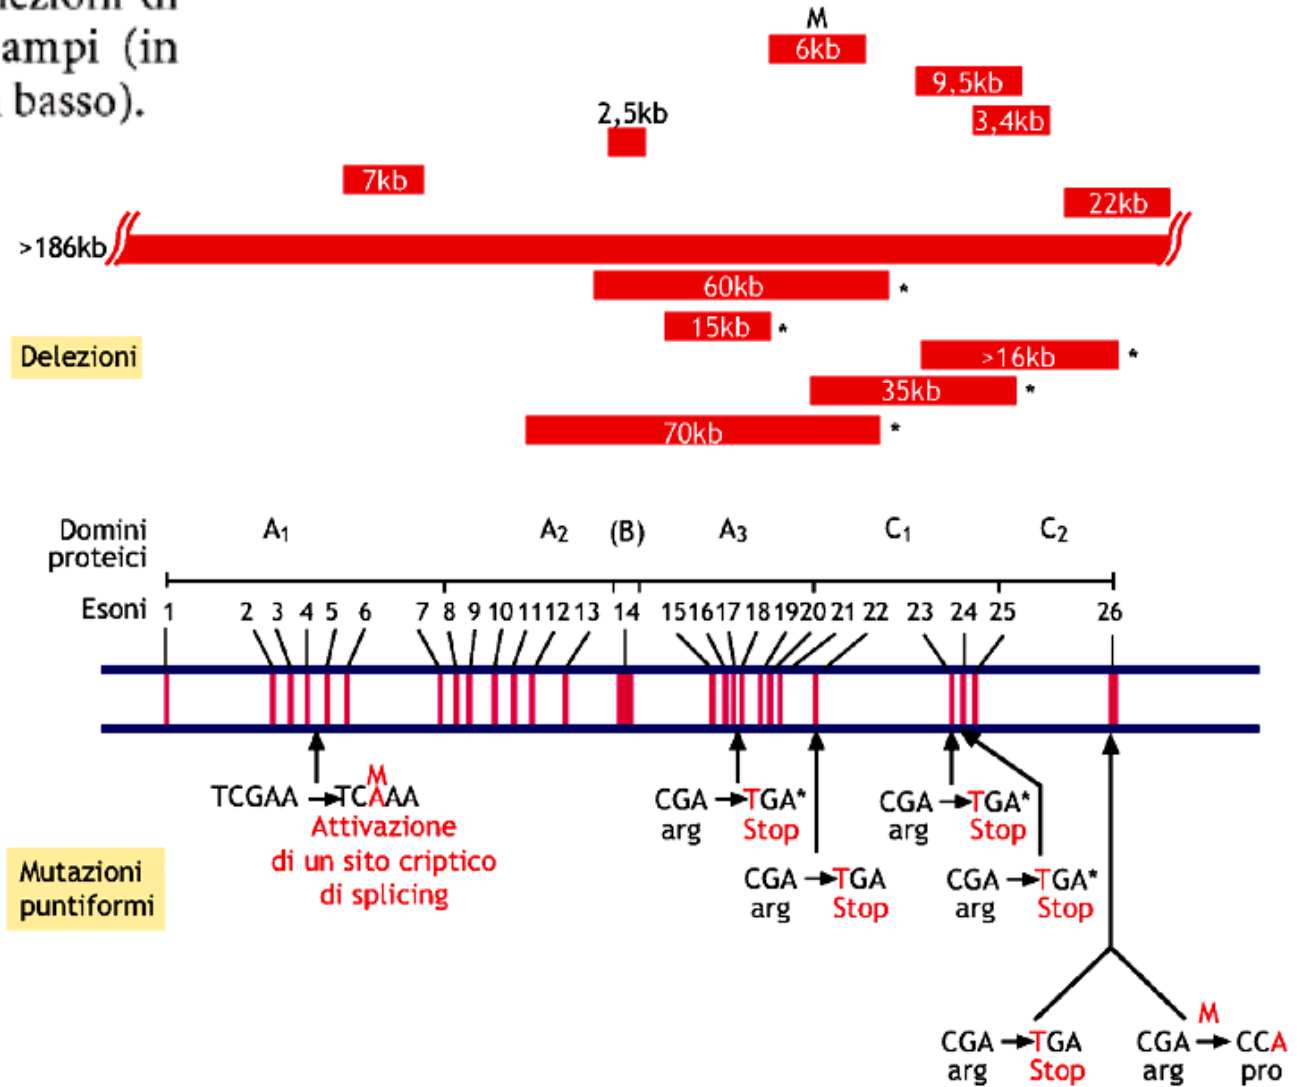 ezioni di
ampi (in
basso).
M
6kb
9,5kb
3,4kb
2,5kb
7kb
22kb
>186kb
60kb *
15kb *
Delezioni
>16kb *
35kb *
70kb *
Domini proteici A1 A2 (B) A3 C1 C2
Esoni 1 2 3 4 5 6 7 8 9 10 11 12 13 14 15 16 17 18 19 20 21 22 23 24 25 26
M
TCGAA TCAAA
Attivazione
di un sito criptico
di splicing
CGA TGA*
arg Stop
CGA TGA*
arg Stop
Mutazioni
puntiformi
CGA TGA
arg Stop
CGA TGA*
arg Stop
CGA TGA
arg Stop
M
CGA CCA
arg pro